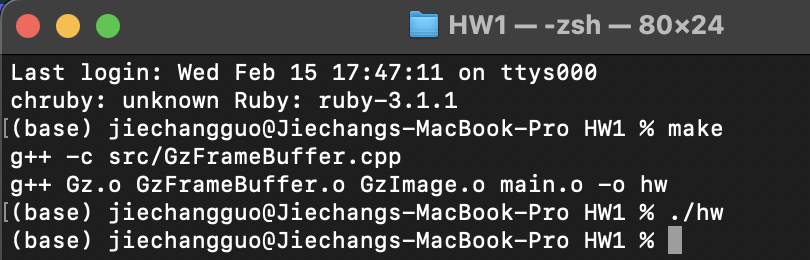 HW1 — -zsh — 80×24
Last login: Wed Feb 15 17:47:11 on ttys000
chruby: unknown Ruby: ruby-3.1.1
[(base) jiechangguo@Jiechangs-MacBook-Pro HW1 % make
g++ -c src/GzFrameBuffer.cpp
g++ Gz.o GzFrameBuffer.o GzImage.o main.o -o hw
[(base) jiechangguo@Jiechangs-MacBook-Pro HW1 % ./hw
(base) jiechangguo@Jiechangs-MacBook-Pro HW1 %